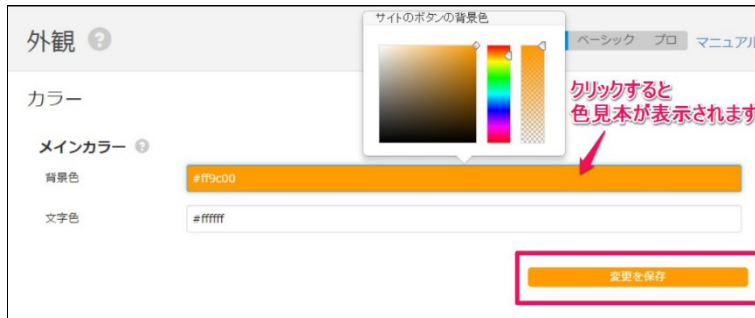 サイトのボタンの背景色
外観
ベーシック プロ マニュアル
カラー
クリックすると
色見本が表示されます
メインカラー
背景色 #ff9c00
文字色 #ffffff
変更を保存